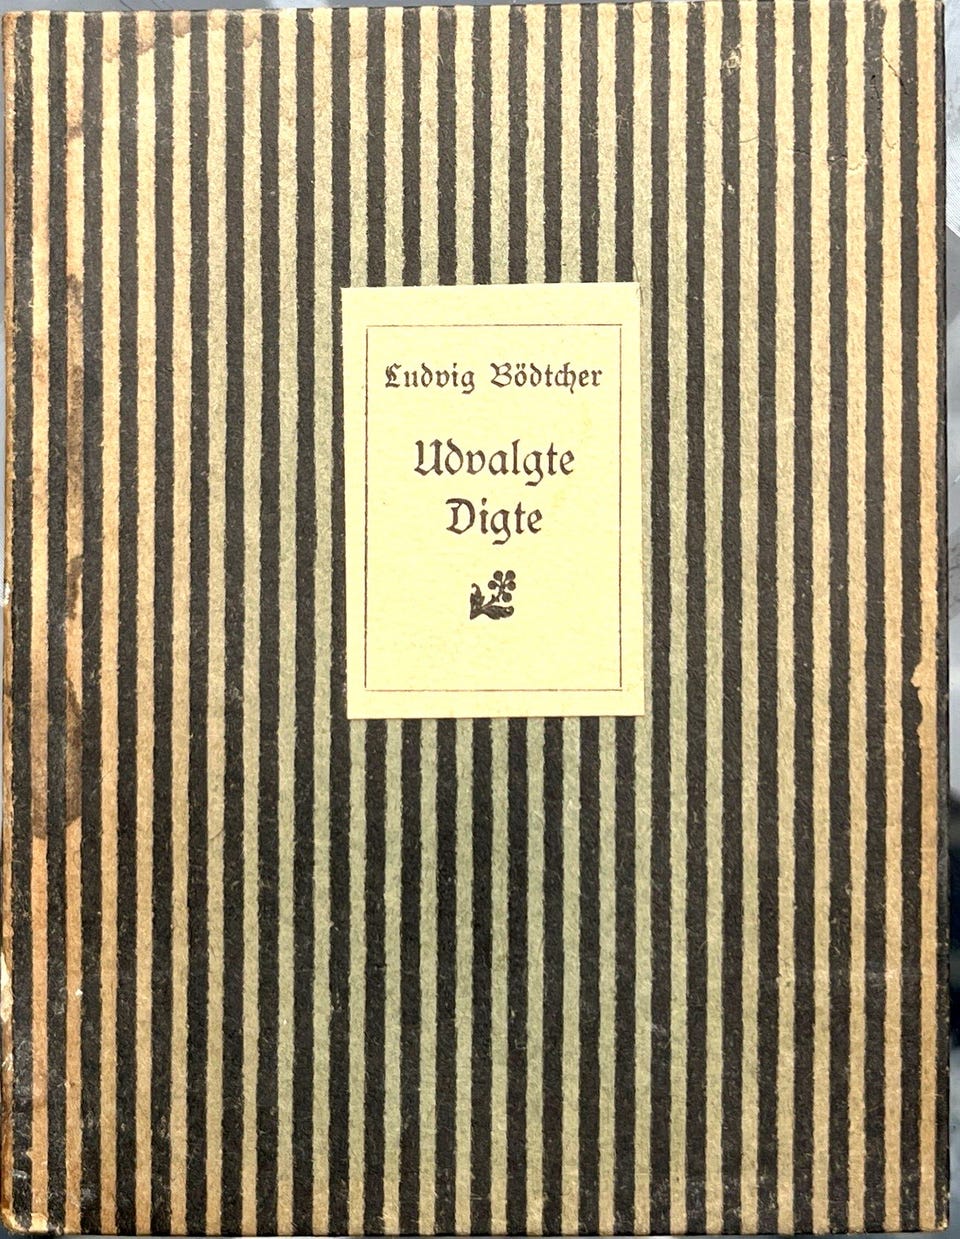 Ludvig Bödtcher
Udvalgte
Digte